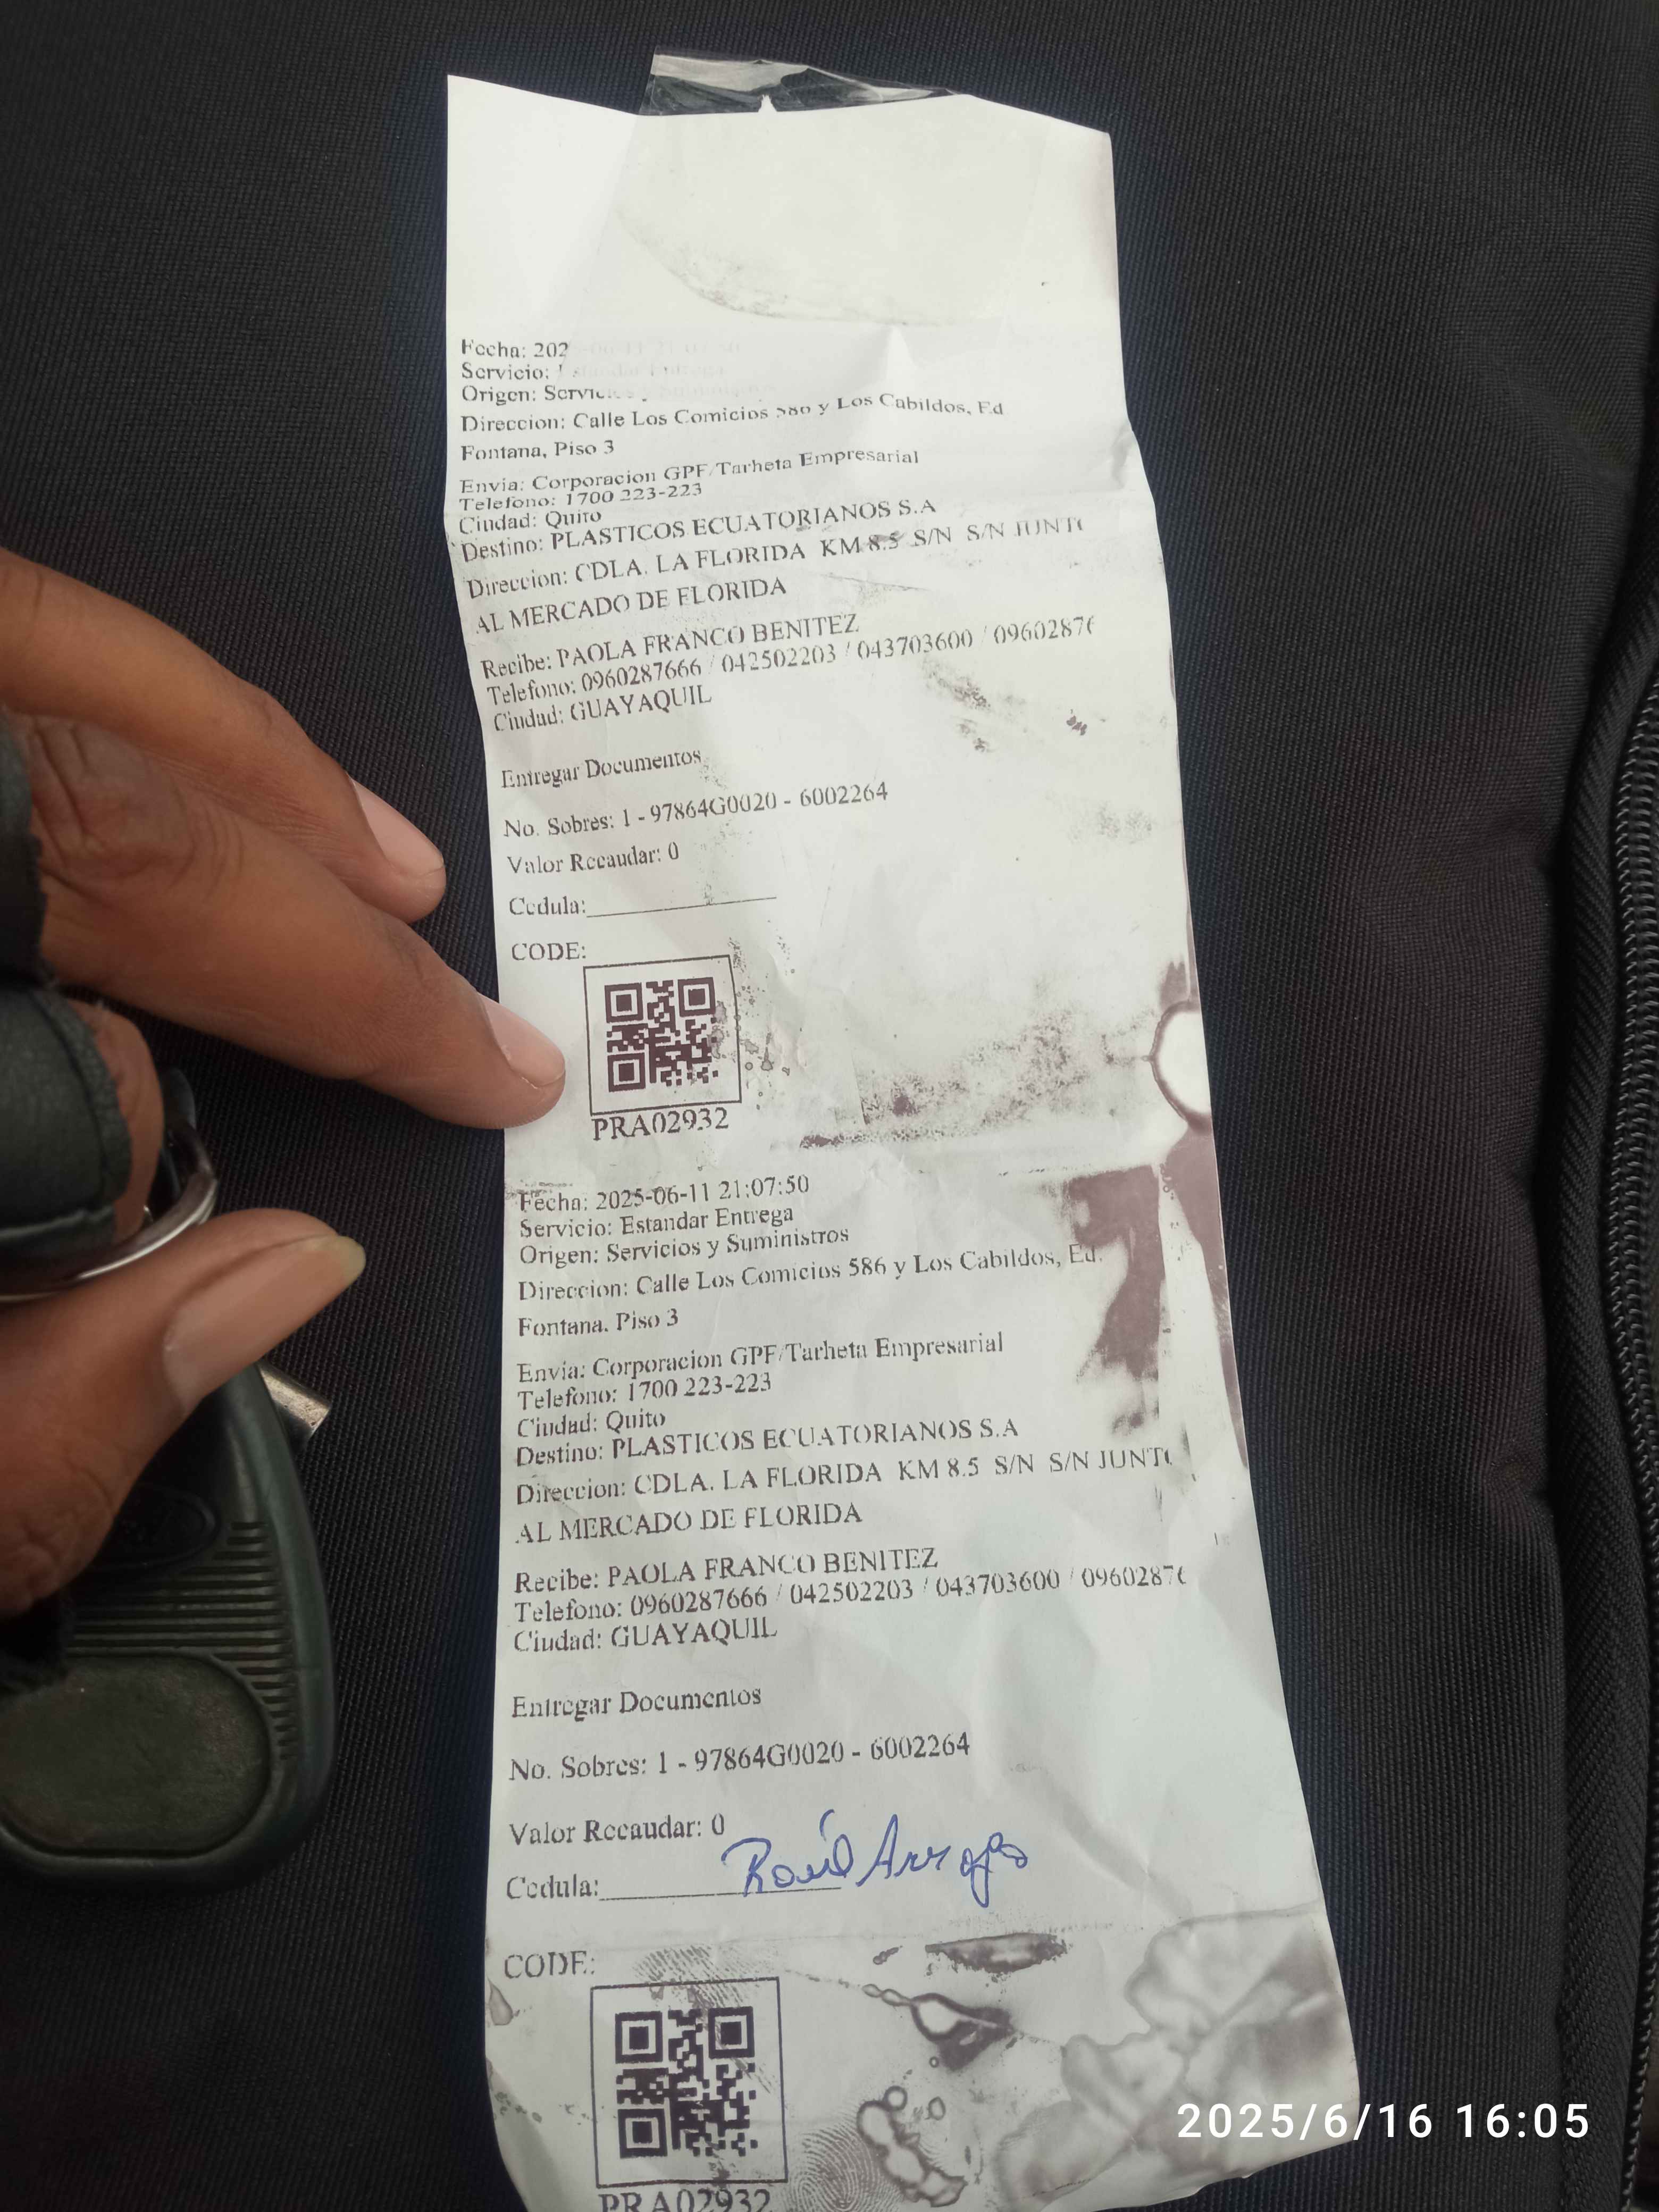 Fecha: 202
Servicio:
Origen:
Direccion: Calle Los Comicios 586 y Los Cabildos, Ed.
Fontana, Piso 3
Envia: Corporacion GPF/Tarheta Empresarial
Telefono: 1700 223-223
Ciudad: Quito
Destino: PLASTICOS ECUATORIANOS S.A
Direccion: CDLA. LA FLORIDA KM 8.5 S/N S/N JUNTO
AL MERCADO DE FLORIDA
Recibe: PAOLA FRANCO BENITEZ
Telefono: 0960287666 / 042502203 / 043703600 / 09602876
Ciudad: GUAYAQUIL
Entregar Documentos
No. Sobres: 1 - 97864G0020 - 6002264
Valor Recaudar: 0
Cedula:
CODE:
PRA02932
Fecha: 2025-06-11 21:07:50
Servicio: Estandar Entrega
Origen: Servicios y Suministros
Direccion: Calle Los Comicios 586 y Los Cabildos, Ed.
Fontana, Piso 3
Envia: Corporacion GPF/Tarheta Empresarial
Telefono: 1700 223-223
Ciudad: Quito
Destino: PLASTICOS ECUATORIANOS S.A
Direccion: CDLA. LA FLORIDA KM 8.5 S/N S/N JUNTO
AL MERCADO DE FLORIDA
Recibe: PAOLA FRANCO BENITEZ
Telefono: 0960287666 / 042502203 / 043703600 / 09602876
Ciudad: GUAYAQUIL
Entregar Documentos
No. Sobres: 1 - 97864G0020 - 6002264
Valor Recaudar: 0
Cedula: Raúl
CODE:
PRA02932
2025/6/16 16:05